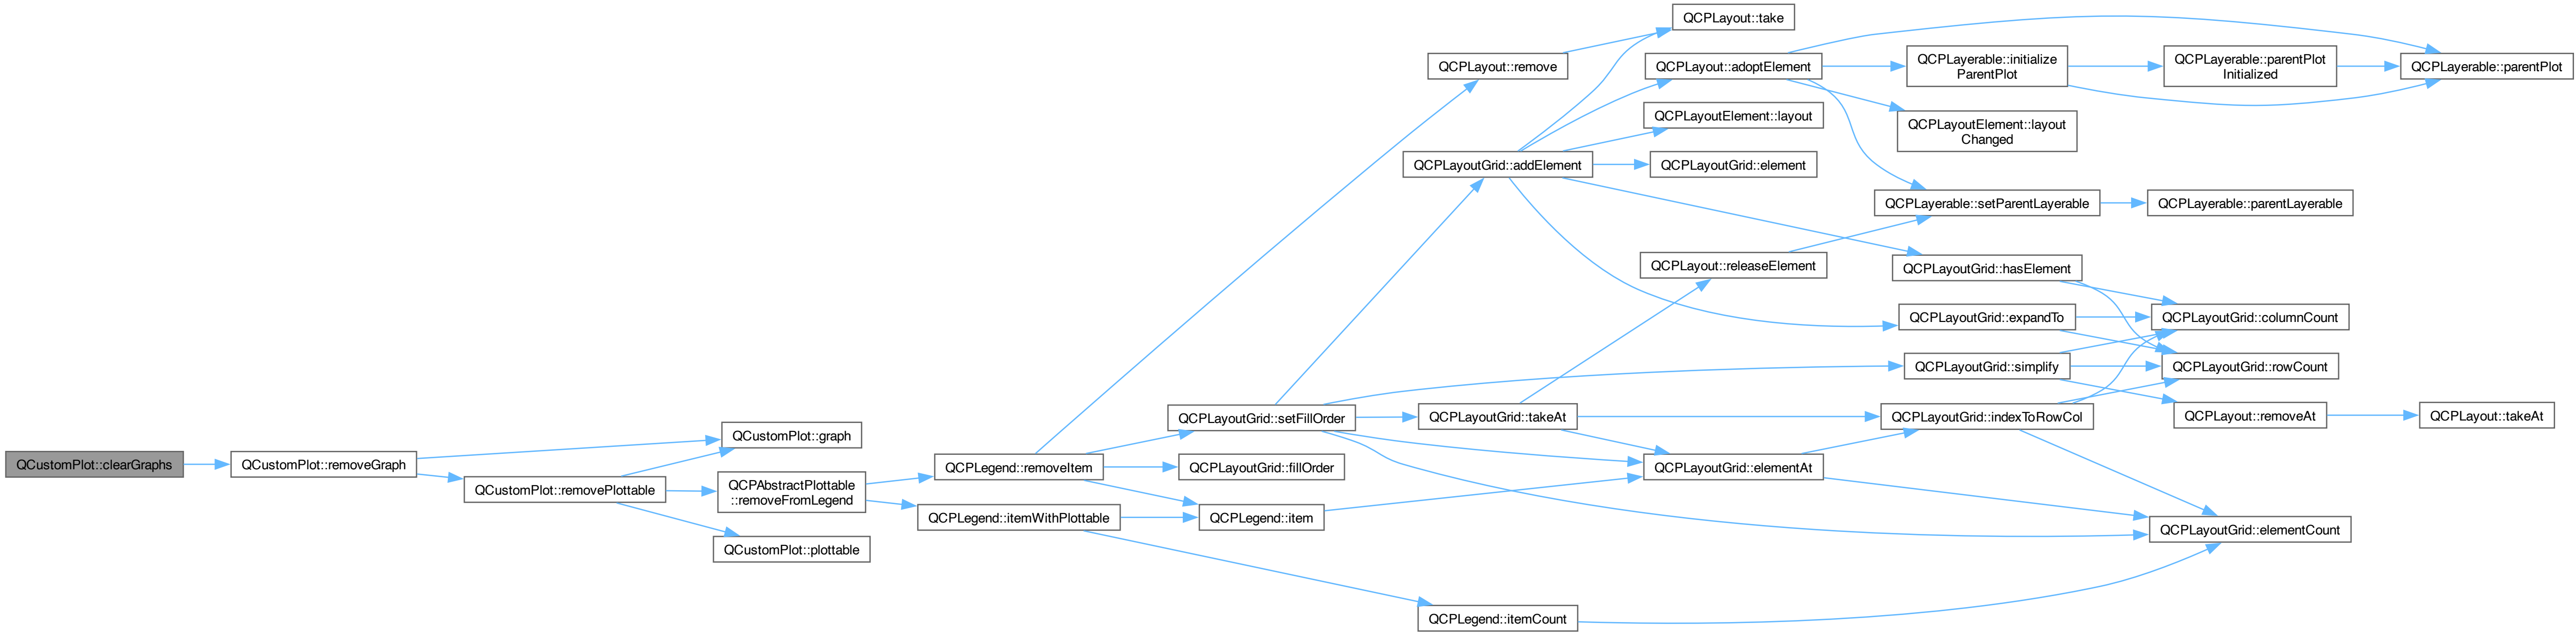 QCustomPlot::clearGraphs
QCustomPlot::removeGraph
QCustomPlot::graph
QCustomPlot::removePlottable
QCPAbstractPlottable
::removeFromLegend
QCustomPlot::plottable
QCPLegend::removeItem
QCPLegend::itemWithPlottable
QCPLayout::remove
QCPLayoutGrid::setFillOrder
QCPLayoutGrid::fillOrder
QCPLegend::item
QCPLegend::itemCount
QCPLayout::take
QCPLayoutGrid::addElement
QCPLayout::adoptElement
QCPLayoutElement::layout
QCPLayoutGrid::element
QCPLayout::releaseElement
QCPLayoutGrid::takeAt
QCPLayoutGrid::elementAt
QCPLayerable::initialize
ParentPlot
QCPLayerable::parentPlot
Initialized
QCPLayerable::parentPlot
QCPLayoutElement::layout
Changed
QCPLayerable::setParentLayerable
QCPLayerable::parentLayerable
QCPLayoutGrid::hasElement
QCPLayoutGrid::expandTo
QCPLayoutGrid::simplify
QCPLayoutGrid::indexToRowCol
QCPLayoutGrid::columnCount
QCPLayoutGrid::rowCount
QCPLayout::removeAt
QCPLayout::takeAt
QCPLayoutGrid::elementCount